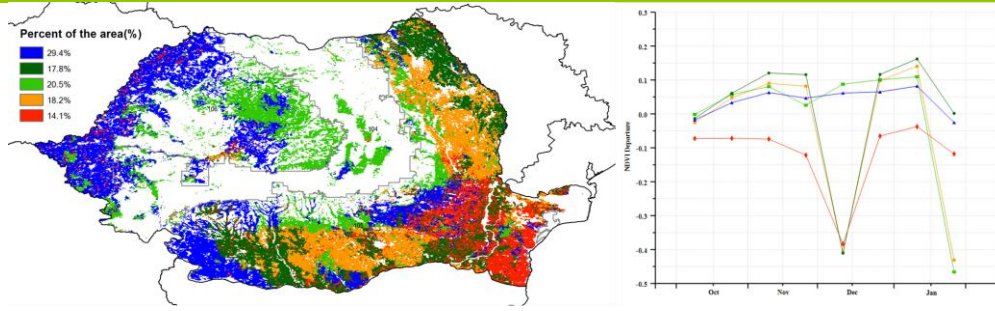 Percent of the area(%)
29.4%
17.8%
20.5%
18.2%
14.1%
104
NDVI Departure
0.3
0.2
0.1
0.0
-0.1
-0.2
-0.3
-0.4
-0.5
Oct
Nov
Dec
Jan